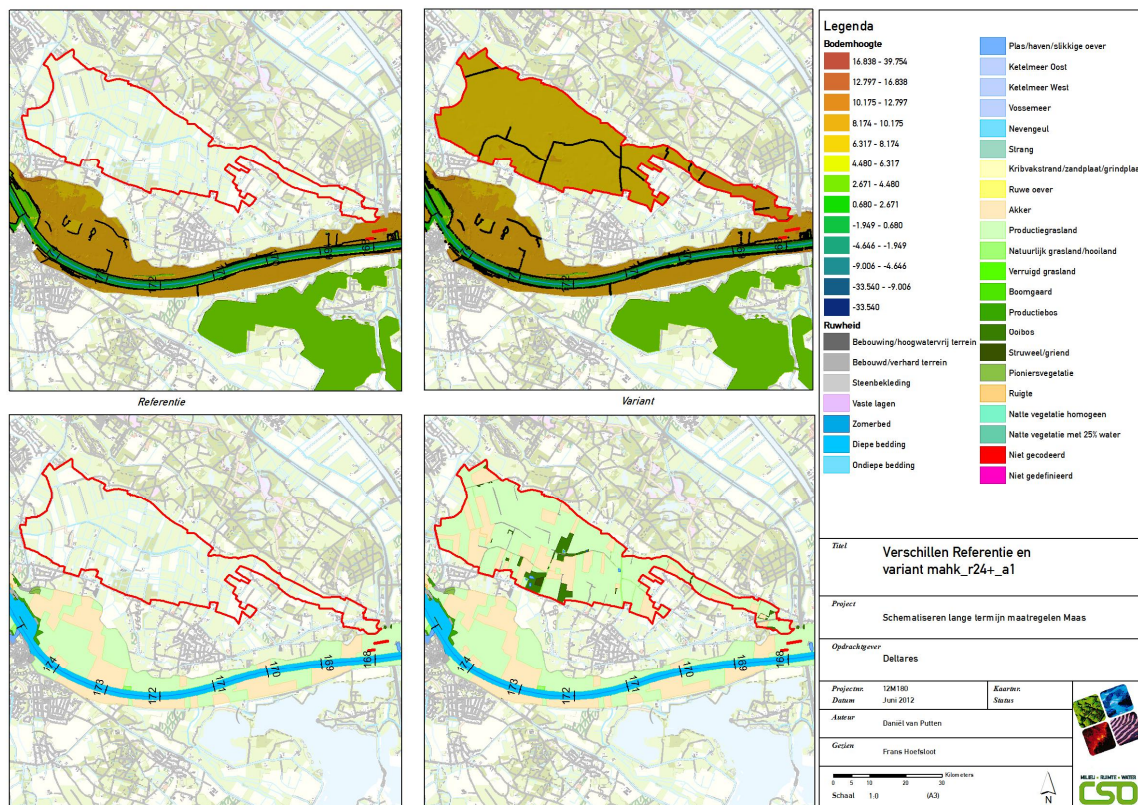 Referentie
Variant
174
173
172
171
170
169
168
174
173
172
171
170
169
168
Legenda
Bodemhoogte
16.838 - 39.754
12.797 - 16.838
10.175 - 12.797
8.174 - 10.175
6.317 - 8.174
4.480 - 6.317
2.671 - 4.480
0.680 - 2.671
-1.949 - 0.680
-4.646 - -1.949
-9.006 - -4.646
-33.540 - -9.006
-33.540
Ruwheid
Bebouwing/hoogwatervrij terrein
Bebouwd/verhard terrein
Steenbekleding
Vaste lagen
Zomerbed
Diepe bedding
Ondiepe bedding
Plas/haven/slikkige oever
Ketelmeer Oost
Ketelmeer West
Vossemeer
Nevengeul
Strang
Kribvakstrand/zandplaat/grindplaat
Ruwe oever
Akker
Productiegrasland
Natuurlijk grasland/hooiland
Verruigd grasland
Boomgaard
Productiebos
Ooibos
Struweel/griend
Pioniersvegetatie
Ruigte
Natte vegetatie homogeen
Natte vegetatie met 25% water
Niet gecodeerd
Niet gedefinieerd
Titel
Verschillen Referentie en
variant mahk_r24+_a1
Project
Schematiseren lange termijn maatregelen Maas
Opdrachtgever
Deltares
Projectnr. 12M180
Datum Juni 2012
Kaartnr.
Status
Auteur
Daniël van Putten
Gezien
Frans Hoefsloot
Kilometers
0 5 10 20 30
Schaal 1:0 (A3)
N
MILIEU • RUIMTE • WATER
CSO